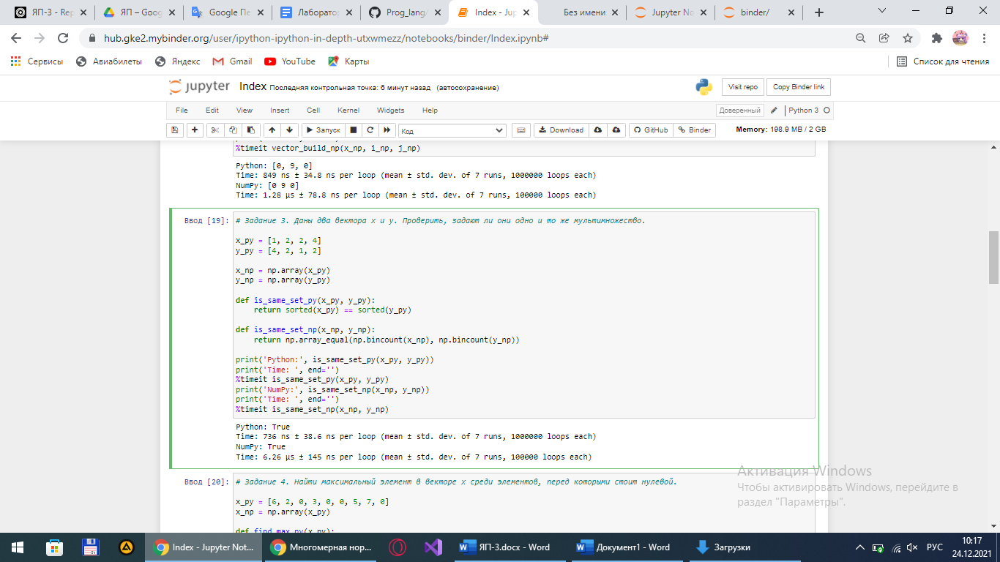 ЯП-3 - Rep
ЯП – Goog
Google Пе
Лаборатор
Prog_lang/
Index - Jup
Без имени
Jupyter No
binder/
hub.gke2.mybinder.org/user/ipython-ipython-in-depth-utxwmezz/notebooks/binder/Index.ipynb#
Сервисы
Авиабилеты
Яндекс
Gmail
YouTube
Карты
Список для чтения
jupyter
Index Последняя контрольная точка: 6 минут назад (автосохранение)
Visit repo
Copy Binder link
File Edit View Insert Cell Kernel Widgets Help
Доверенный
Python 3
Запуск
Код
Download
GitHub
Binder
Memory: 198.9 MB / 2 GB
%timeit vector_build_np(x_np, i_np, j_np)
Python: [0, 9, 0]
Time: 849 ns ± 34.8 ns per loop (mean ± std. dev. of 7 runs, 1000000 loops each)
NumPy: [0 9 0]
Time: 1.28 µs ± 78.8 ns per loop (mean ± std. dev. of 7 runs, 100000 loops each)
Ввод [19]:
# Задание 3. Даны два вектора x и y. Проверить, задают ли они одно и то же мультимножество.
x_py = [1, 2, 2, 4]
y_py = [4, 2, 1, 2]
x_np = np.array(x_py)
y_np = np.array(y_py)
def is_same_set_py(x_py, y_py):
    return sorted(x_py) == sorted(y_py)
def is_same_set_np(x_np, y_np):
    return np.array_equal(np.bincount(x_np), np.bincount(y_np))
print('Python:', is_same_set_py(x_py, y_py))
print('Time: ', end='')
%timeit is_same_set_py(x_py, y_py)
print('NumPy:', is_same_set_np(x_np, y_np))
print('Time: ', end='')
%timeit is_same_set_np(x_np, y_np)
Python: True
Time: 736 ns ± 38.6 ns per loop (mean ± std. dev. of 7 runs, 1000000 loops each)
NumPy: True
Time: 6.26 µs ± 145 ns per loop (mean ± std. dev. of 7 runs, 100000 loops each)
Ввод [20]:
# Задание 4. Найти максимальный элемент в векторе x среди элементов, перед которыми стоит нулевой.
x_py = [6, 2, 0, 3, 0, 0, 5, 7, 0]
x_np = np.array(x_py)
def find_max_py(x_py):
Активация Windows
Чтобы активировать Windows, перейдите в
раздел "Параметры".
Index - Jupyter Not...
Многомерная нор...
ЯП-3.docx - Word
Документ1 - Word
Загрузки
РУС
10:17
24.12.2021